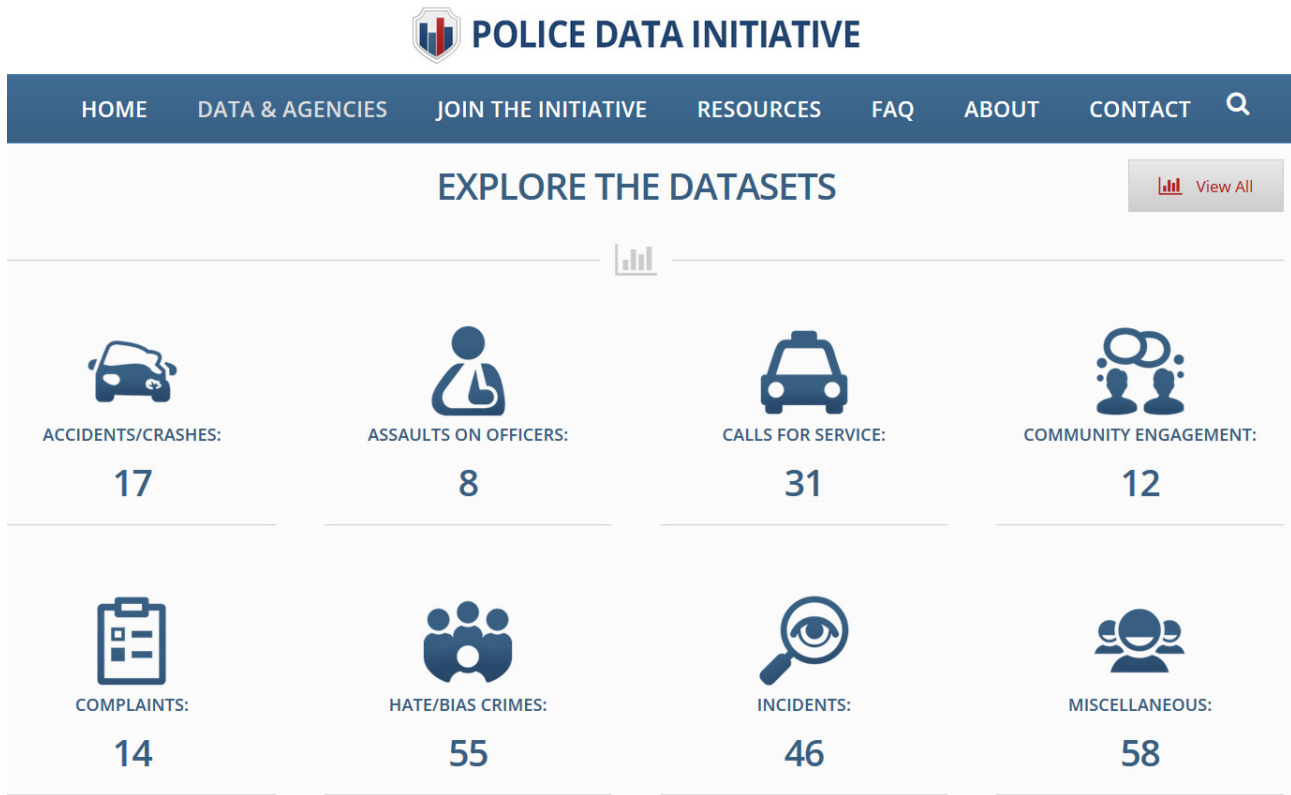 POLICE DATA INITIATIVE
HOME DATA & AGENCIES JOIN THE INITIATIVE RESOURCES FAQ ABOUT CONTACT
EXPLORE THE DATASETS
View All
ACCIDENTS/CRASHES: ASSAULTS ON OFFICERS: CALLS FOR SERVICE: COMMUNITY ENGAGEMENT:
17 8 31 12
COMPLAINTS: HATE/BIAS CRIMES: INCIDENTS: MISCELLANEOUS:
14 55 46 58